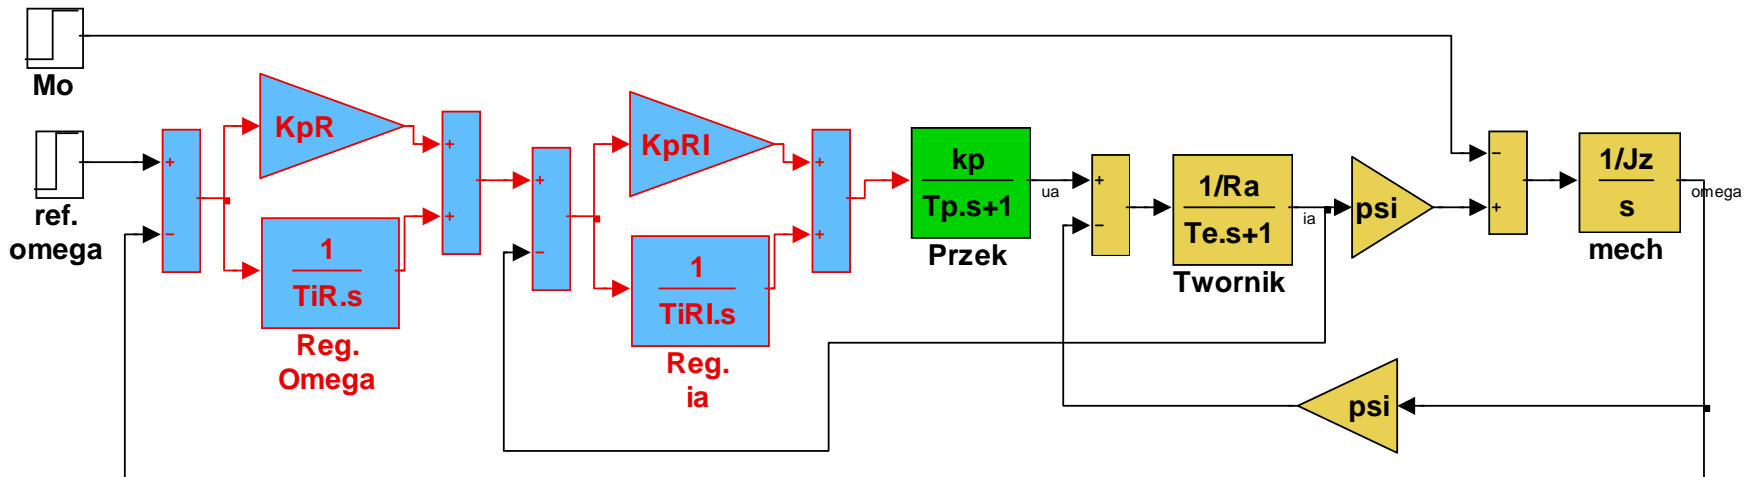 Mo
ref.
omega
+
−
KpR
1
TiR.s
Reg.
Omega
+
+
+
−
KpRI
1
TiRI.s
Reg.
ia
+
+
kp
Tp.s+1
Przek
ua
+
−
1/Ra
Te.s+1
Twornik
ia
psi
−
+
1/Jz
s
mech
omega
psi